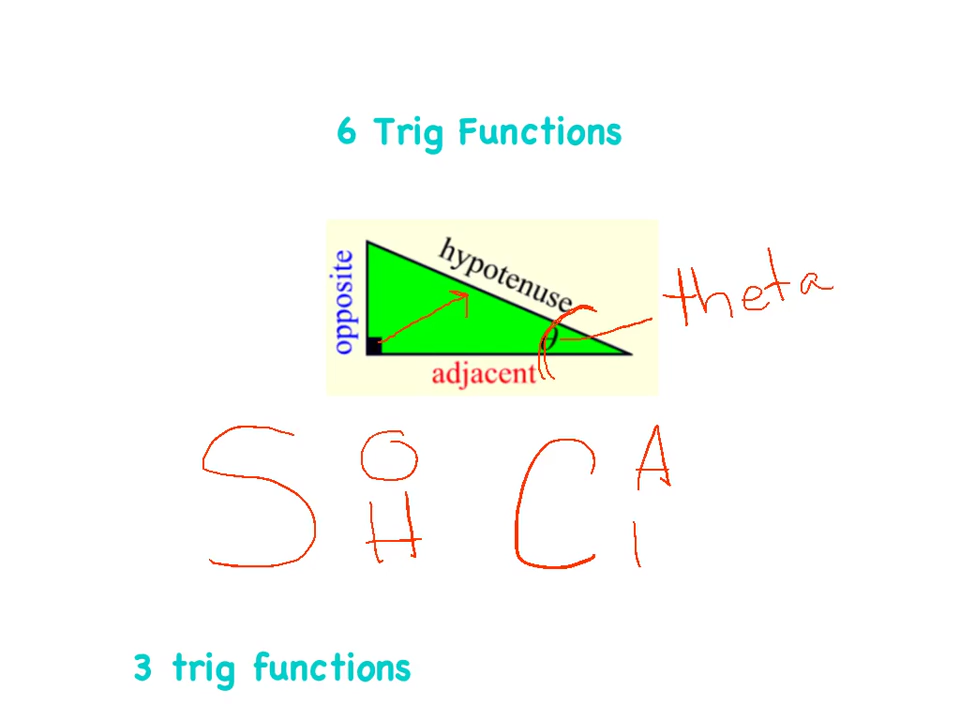 6 Trig Functions
opposite
hypotenuse
θ
theta
adjacent
S O H C A
3 trig functions